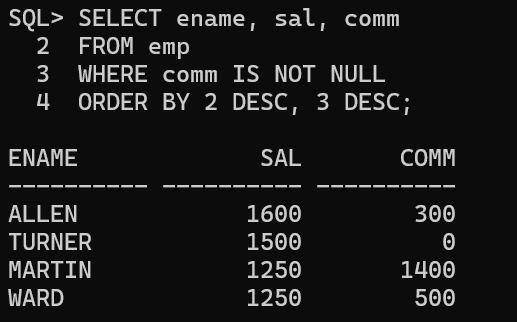 SQL> SELECT ename, sal, comm
  2  FROM emp
  3  WHERE comm IS NOT NULL
  4  ORDER BY 2 DESC, 3 DESC;

ENAME             SAL       COMM
---------- ---------- ----------
ALLEN            1600        300
TURNER           1500          0
MARTIN           1250       1400
WARD             1250        500